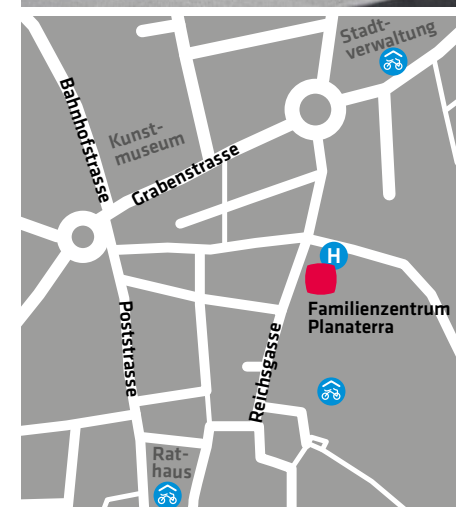 Stadt-
verwaltung
Bahnhofstrasse
Kunst-
museum
Grabenstrasse
H
Familienzentrum
Planaterra
Poststrasse
Reichsgasse
Rat-
haus